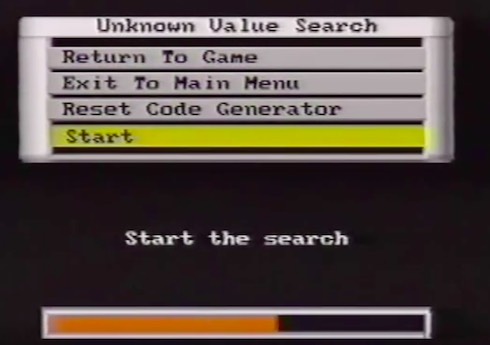 Unknown Value Search
Return To Game
Exit To Main Menu
Reset Code Generator
Start
Start the search